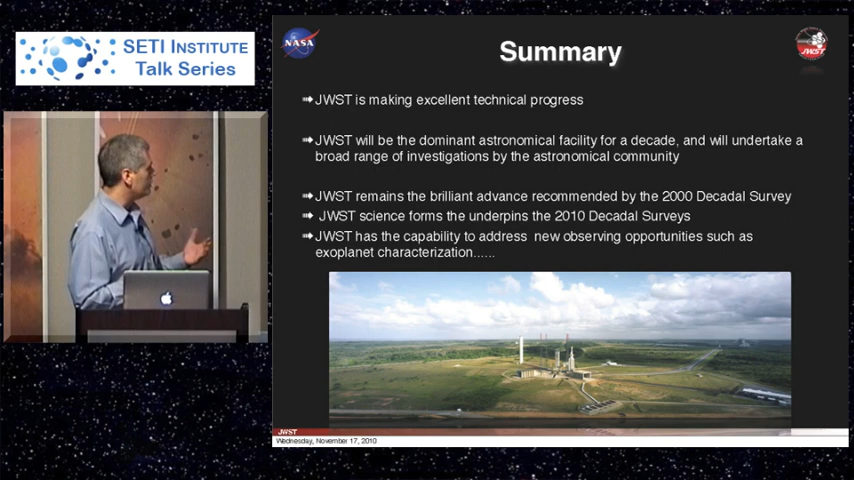 SETI INSTITUTE
Talk Series
NASA
Summary
JWST
➠JWST is making excellent technical progress
➠JWST will be the dominant astronomical facility for a decade, and will undertake a
broad range of investigations by the astronomical community
➠JWST remains the brilliant advance recommended by the 2000 Decadal Survey
➠ JWST science forms the underpins the 2010 Decadal Surveys
➠JWST has the capability to address new observing opportunities such as
exoplanet characterization......
JWST
Wednesday, November 17, 2010